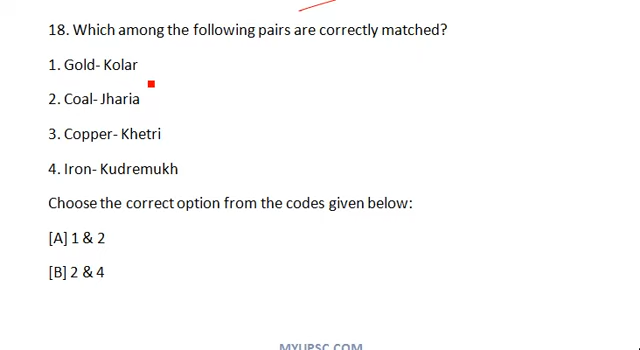 18. Which among the following pairs are correctly matched?
1. Gold- Kolar
2. Coal- Jharia
3. Copper- Khetri
4. Iron- Kudremukh
Choose the correct option from the codes given below:
[A] 1 & 2
[B] 2 & 4
MYUPSC.COM